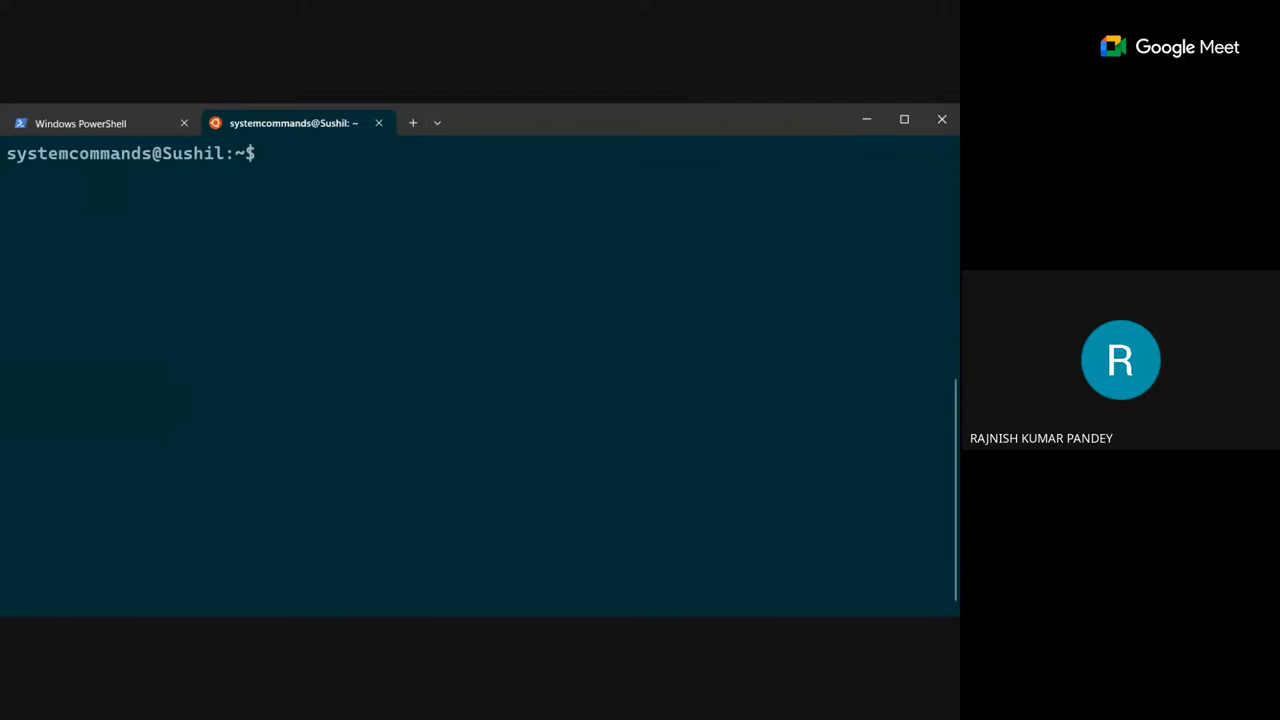 Google Meet
Windows PowerShell
systemcommands@Sushil: ~
systemcommands@Sushil:~$
R
RAJNISH KUMAR PANDEY